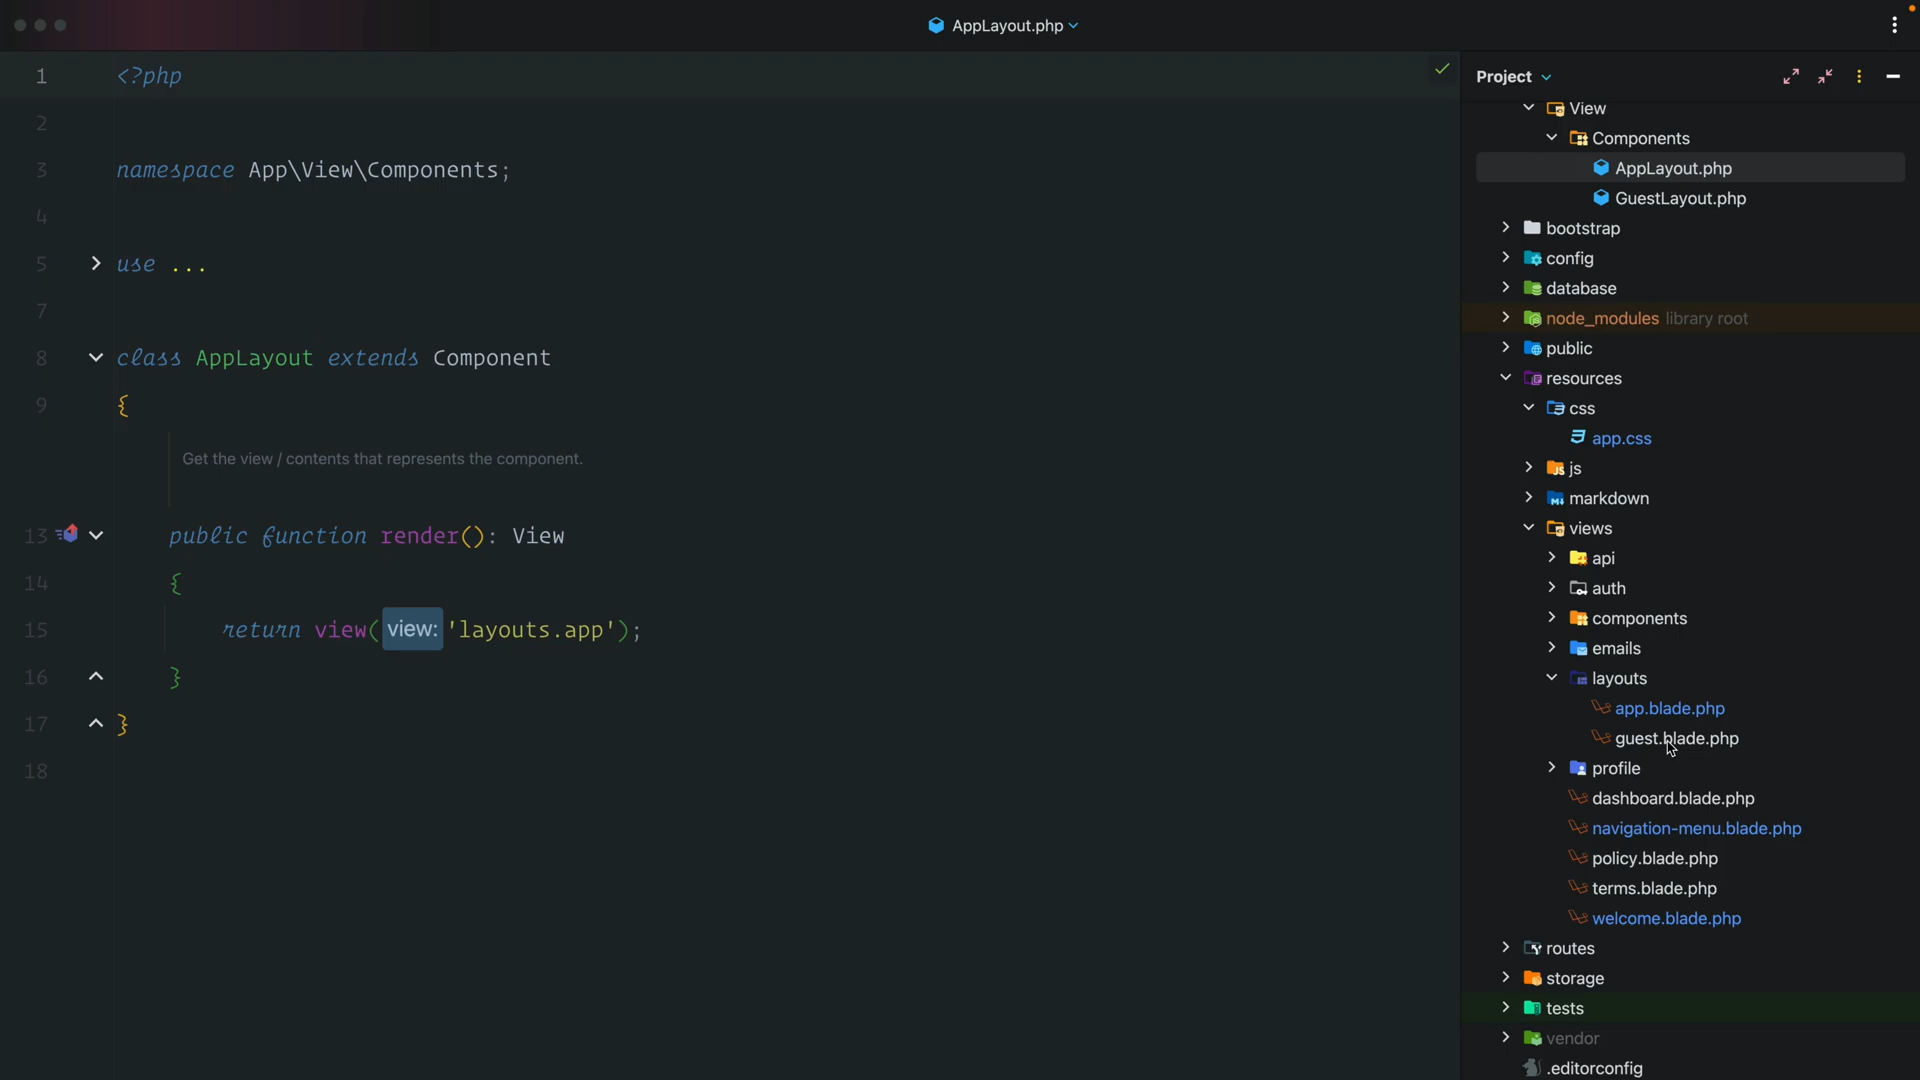 AppLayout.php
1 <?php
2
3 namespace App\View\Components;
4
5 use ...
7
8 class AppLayout extends Component
9 {
Get the view / contents that represents the component.
13 public function render(): View
14 {
15 return view( view: 'layouts.app');
16 }
17 }
18
Project
View
Components
AppLayout.php
GuestLayout.php
bootstrap
config
database
node_modules library root
public
resources
css
app.css
js
markdown
views
api
auth
components
emails
layouts
app.blade.php
guest.blade.php
profile
dashboard.blade.php
navigation-menu.blade.php
policy.blade.php
terms.blade.php
welcome.blade.php
routes
storage
tests
vendor
.editorconfig